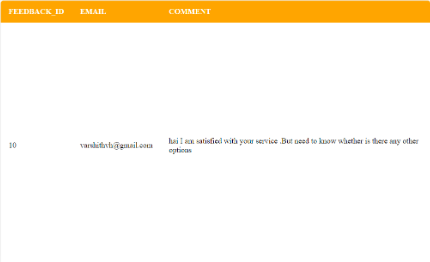 FEEDBACK_ID EMAIL COMMENT
10 varshithvh@gmail.com hai I am satisfied with your service .But need to know whether is there any other
options